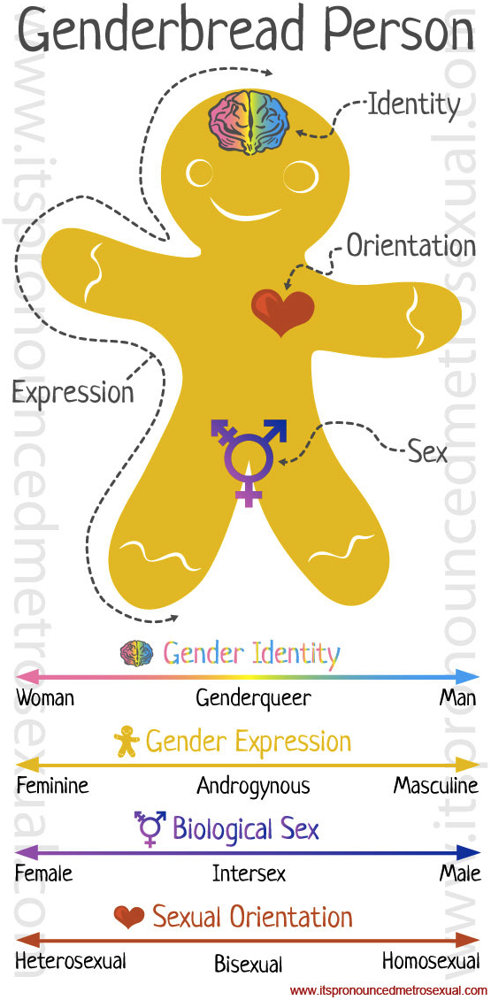 Genderbread Person
Identity
Orientation
Expression
Sex
Gender Identity
Woman Genderqueer Man
Gender Expression
Feminine Androgynous Masculine
Biological Sex
Female Intersex Male
Sexual Orientation
Heterosexual Bisexual Homosexual
www.itspronouncedmetrosexual.com
www.itspronouncedmetrosexual.com
www.itspronouncedmetrosexual.com